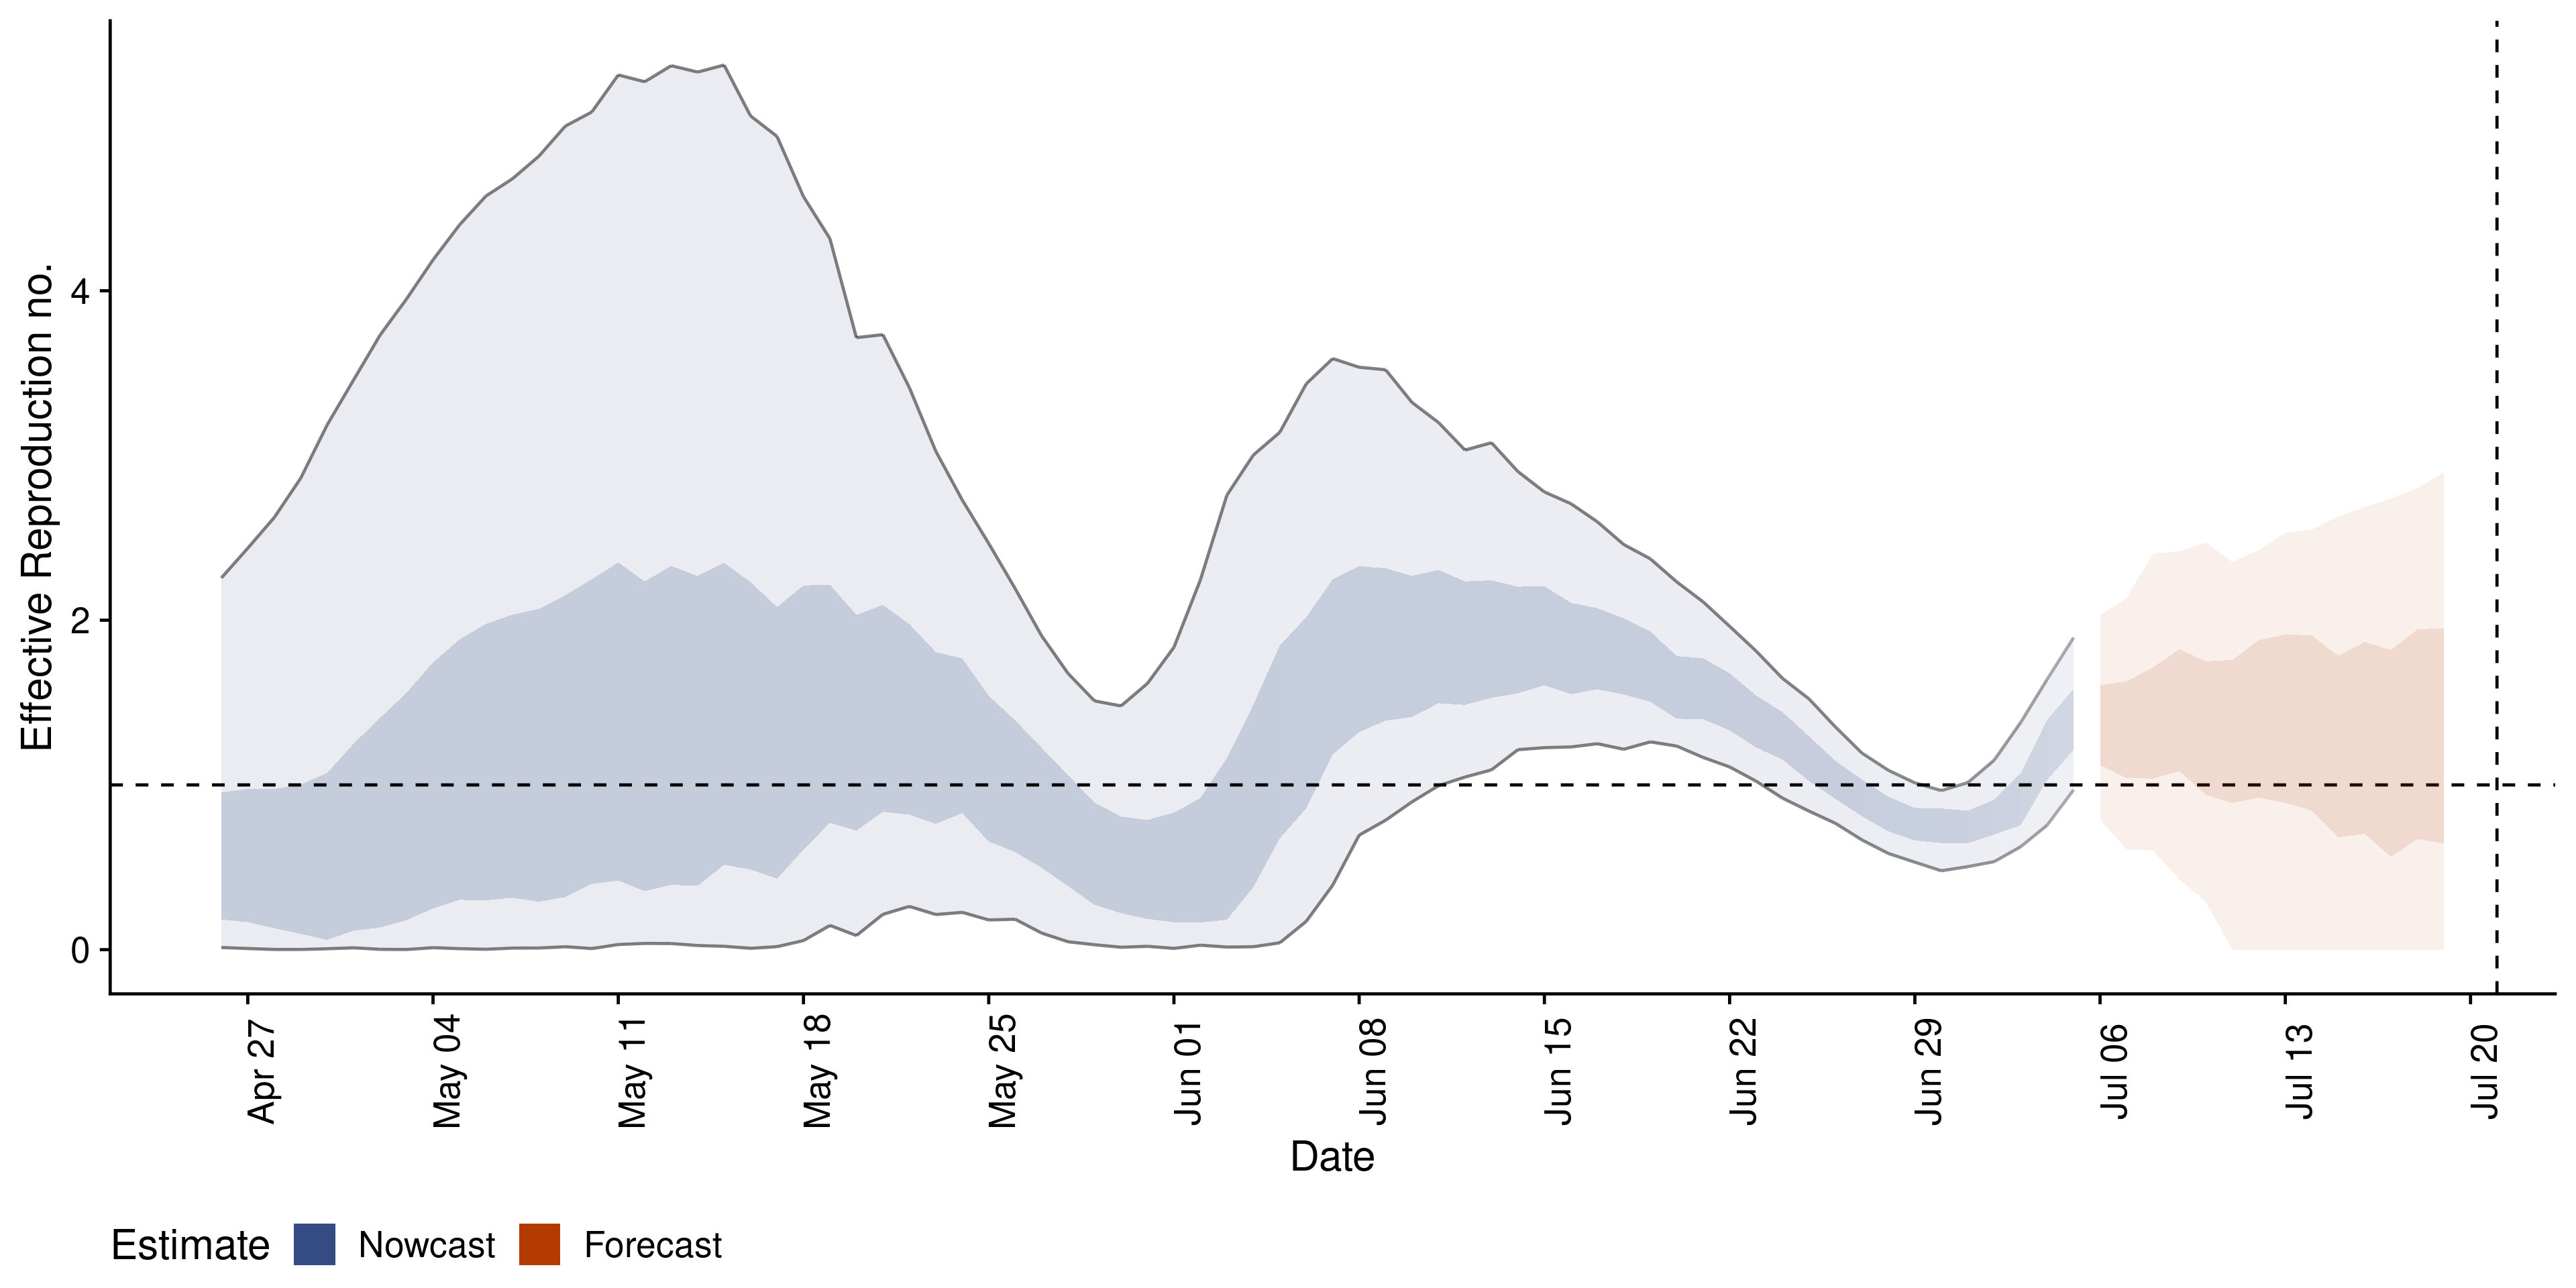 Effective Reproduction no.
4
2
0
Apr 27
May 04
May 11
May 18
May 25
Jun 01
Jun 08
Jun 15
Jun 22
Jun 29
Jul 06
Jul 13
Jul 20
Date
Estimate Nowcast Forecast